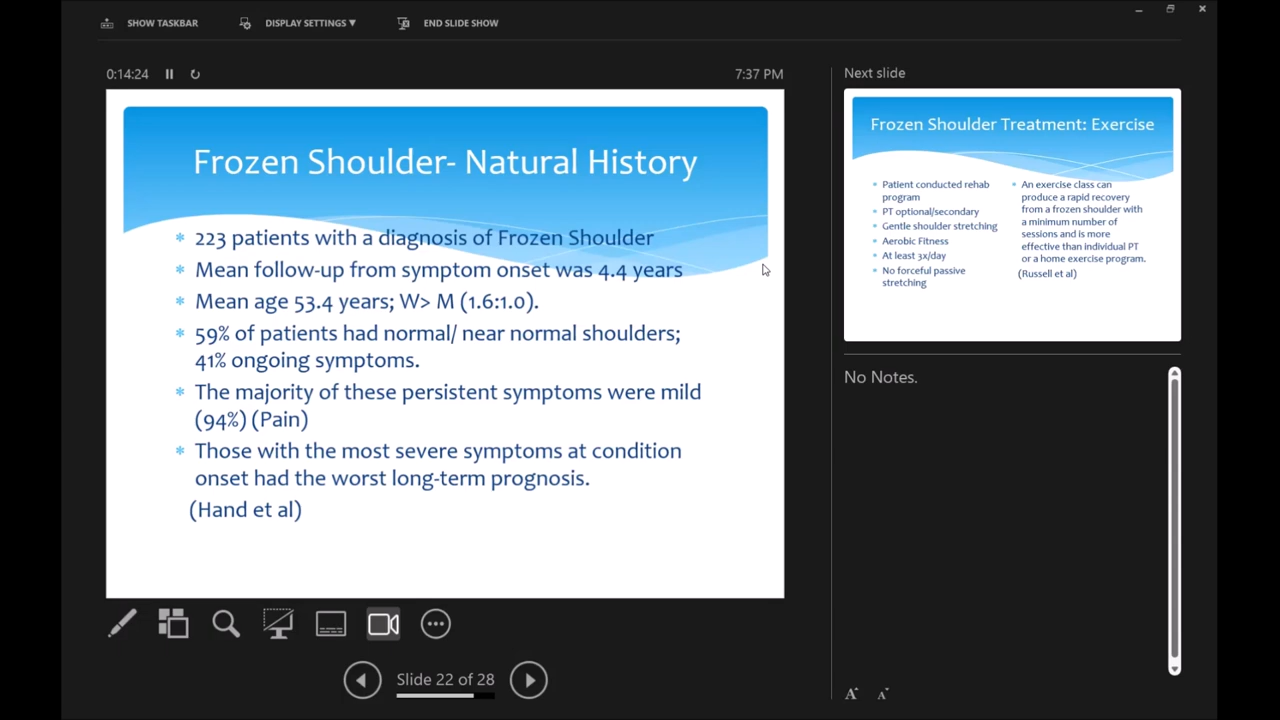 SHOW TASKBAR
DISPLAY SETTINGS ▼
END SLIDE SHOW
0:14:24
7:37 PM
Frozen Shoulder- Natural History
* 223 patients with a diagnosis of Frozen Shoulder
* Mean follow-up from symptom onset was 4.4 years
* Mean age 53.4 years; W> M (1.6:1.0).
* 59% of patients had normal/ near normal shoulders;
41% ongoing symptoms.
* The majority of these persistent symptoms were mild
(94%) (Pain)
* Those with the most severe symptoms at condition
onset had the worst long-term prognosis.
(Hand et al)
Slide 22 of 28
Next slide
Frozen Shoulder Treatment: Exercise
* Patient conducted rehab
program
* PT optional/secondary
* Gentle shoulder stretching
* Aerobic Fitness
* At least 3x/day
* No forceful passive
stretching
* An exercise class can
produce a rapid recovery
from a frozen shoulder with
a minimum number of
sessions and is more
effective than individual PT
or a home exercise program.
(Russell et al)
No Notes.
A A